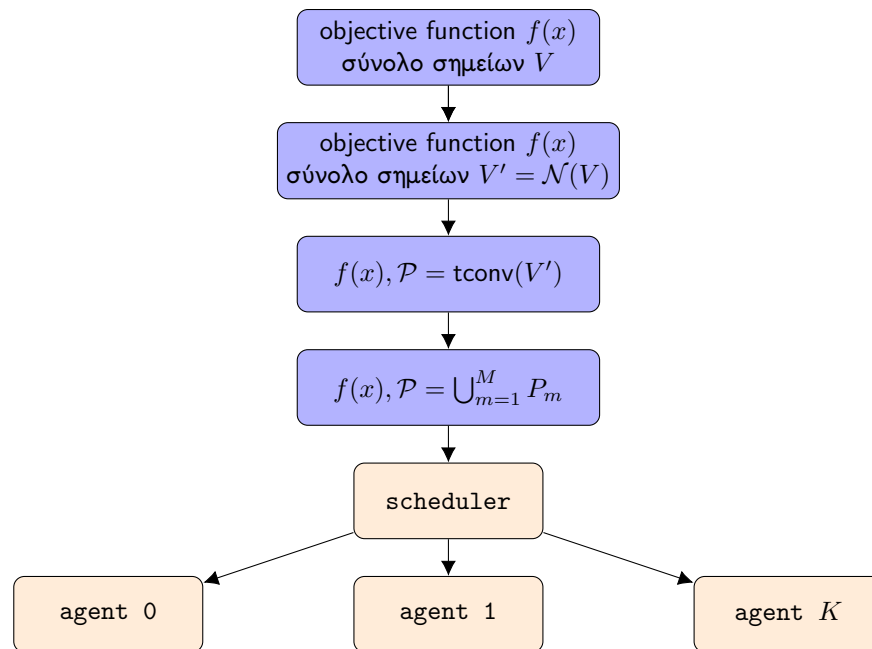 objective function f(x)
σύνολο σημείων V
objective function f(x)
σύνολο σημείων V′ = 𝒩(V)
f(x), 𝒫 = tconv(V′)
f(x), 𝒫 = ⋃_{m=1}^{M} P_m
scheduler
agent 0
agent 1
agent K